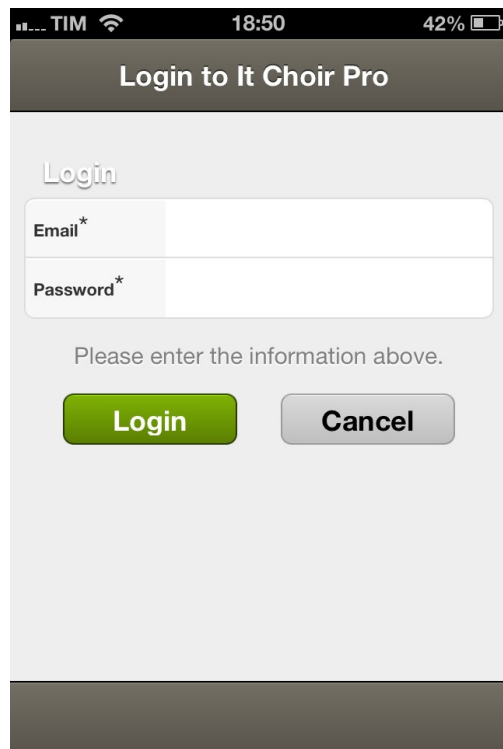 TIM 18:50 42%
Login to It Choir Pro
Login
Email*
Password*
Please enter the information above.
Login Cancel